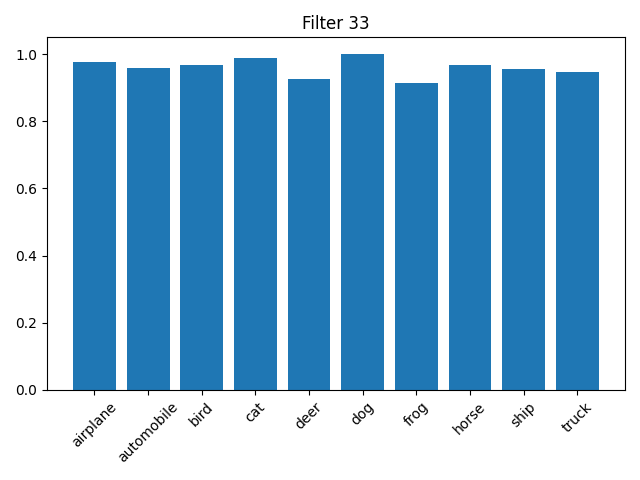 Filter 33
1.0
0.8
0.6
0.4
0.2
0.0
airplane
automobile
bird
cat
deer
dog
frog
horse
ship
truck